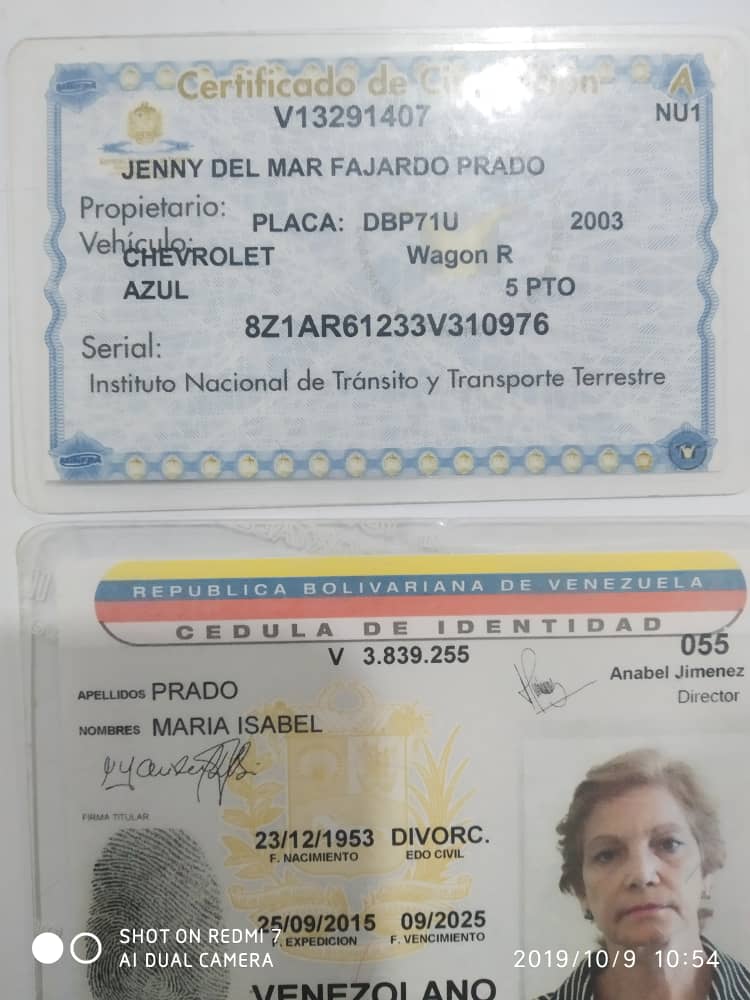 Certificado de
A
V13291407
NU1
JENNY DEL MAR FAJARDO PRADO
Propietario:
PLACA: DBP71U 2003
Vehículo:
CHEVROLET Wagon R
AZUL 5 PTO
8Z1AR61233V310976
Serial:
Instituto Nacional de Tránsito y Transporte Terrestre
REPUBLICA BOLIVARIANA DE VENEZUELA
CEDULA DE IDENTIDAD
V 3.839.255
055
Anabel Jimenez
Director
APELLIDOS PRADO
NOMBRES MARIA ISABEL
FIRMA TITULAR
23/12/1953 DIVORC.
F. NACIMIENTO EDO CIVIL
25/09/2015 09/2025
F. EXPEDICION F. VENCIMIENTO
VENEZOLANO
SHOT ON REDMI 7
AI DUAL CAMERA
2019/10/9 10:54